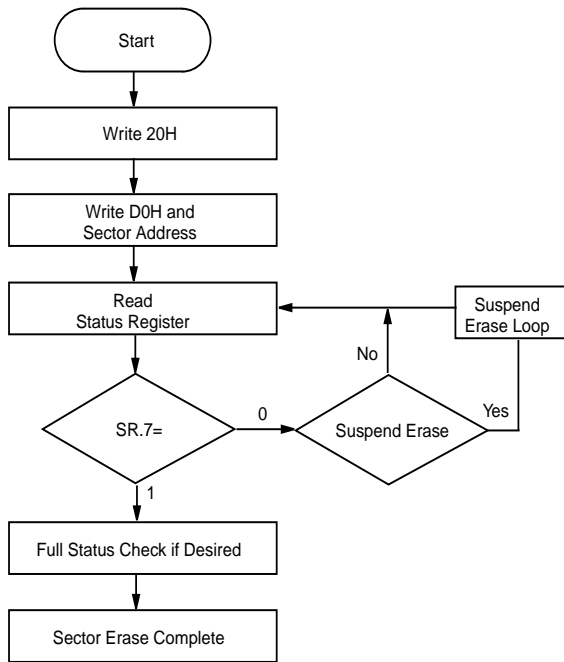 Start
Write 20H
Write D0H and
Sector Address
Read
Status Register
Suspend
Erase Loop
No
Yes
0
SR.7=
Suspend Erase
1
Full Status Check if Desired
Sector Erase Complete